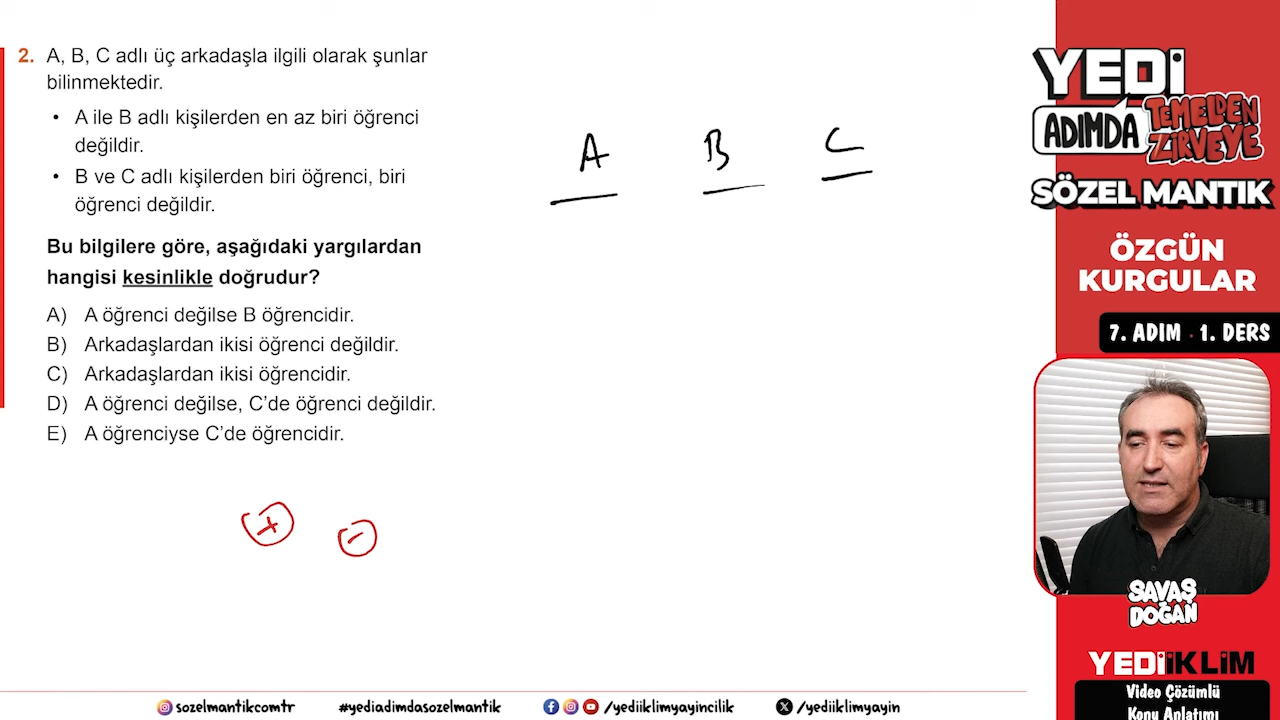 2. A, B, C adlı üç arkadaşla ilgili olarak şunlar
bilinmektedir.
• A ile B adlı kişilerden en az biri öğrenci
değildir.
• B ve C adlı kişilerden biri öğrenci, biri
öğrenci değildir.
Bu bilgilere göre, aşağıdaki yargılardan
hangisi kesinlikle doğrudur?
A) A öğrenci değilse B öğrencidir.
B) Arkadaşlardan ikisi öğrenci değildir.
C) Arkadaşlardan ikisi öğrencidir.
D) A öğrenci değilse, C'de öğrenci değildir.
E) A öğrenciyse C'de öğrencidir.
+ -
A B C
YEDİ
ADIMDA TEMELDEN
ZİRVEYE
SÖZEL MANTIK
ÖZGÜN
KURGULAR
7. ADIM · 1. DERS
SAVAŞ
DOĞAN
YEDİİKLİM
Video Çözümlü
Konu Anlatımı
sozelmantikcomtr #yediadimdasozelmantik /yediiklimyayincilik /yediiklimyayin